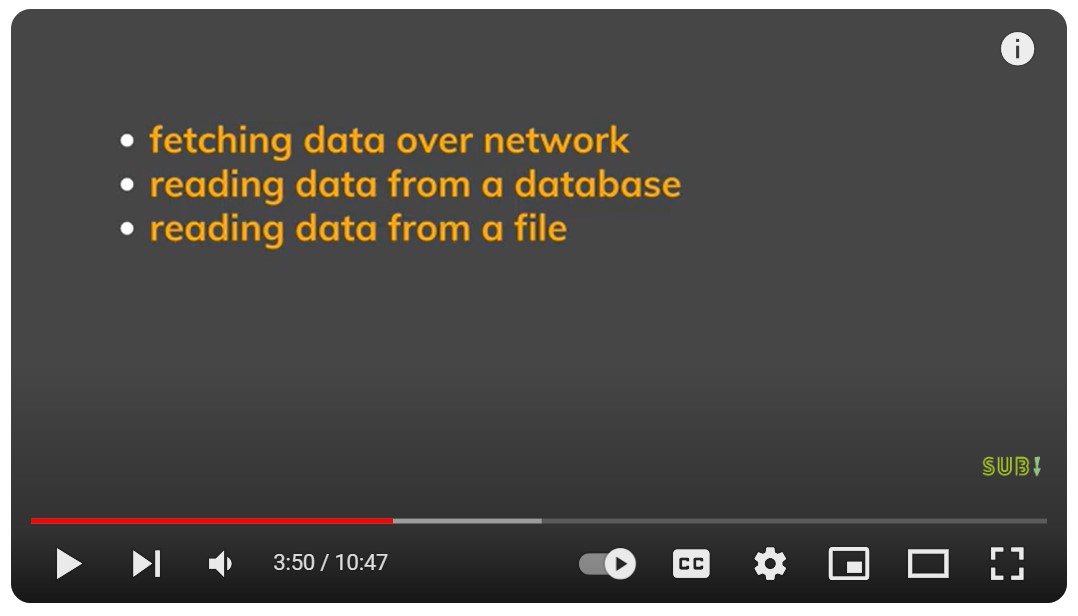 • fetching data over network
• reading data from a database
• reading data from a file
SUB
3:50 / 10:47
CC